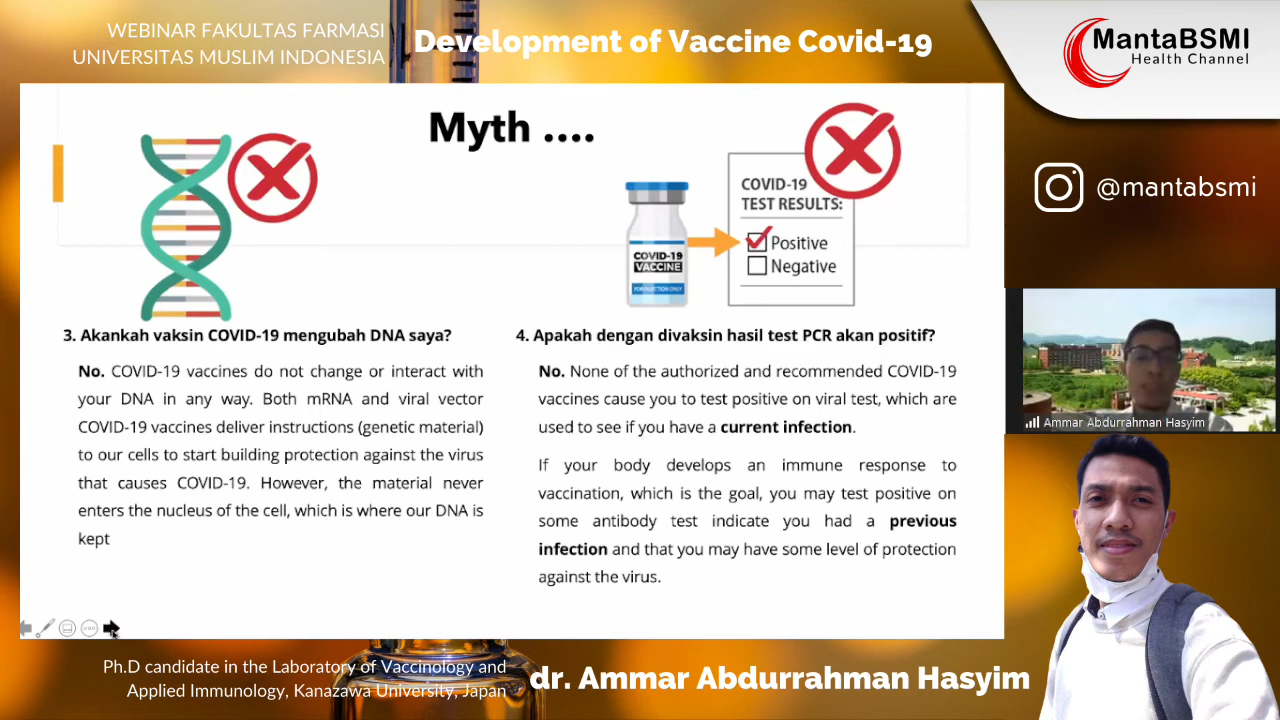 WEBINAR FAKULTAS FARMASI
UNIVERSITAS MUSLIM INDONESIA
Development of Vaccine Covid-19
MantaBSMI
Health Channel
@mantabsmi
Myth ....
COVID-19
TEST RESULTS:
Positive
Negative
COVID-19
VACCINE
FOR INJECTION ONLY
3. Akankah vaksin COVID-19 mengubah DNA saya?
No. COVID-19 vaccines do not change or interact with
your DNA in any way. Both mRNA and viral vector
COVID-19 vaccines deliver instructions (genetic material)
to our cells to start building protection against the virus
that causes COVID-19. However, the material never
enters the nucleus of the cell, which is where our DNA is
kept
4. Apakah dengan divaksin hasil test PCR akan positif?
No. None of the authorized and recommended COVID-19
vaccines cause you to test positive on viral test, which are
used to see if you have a current infection.
If your body develops an immune response to
vaccination, which is the goal, you may test positive on
some antibody test indicate you had a previous
infection and that you may have some level of protection
against the virus.
Ammar Abdurrahman Hasyim
Ph.D candidate in the Laboratory of Vaccinology and
Applied Immunology, Kanazawa University, Japan
dr. Ammar Abdurrahman Hasyim